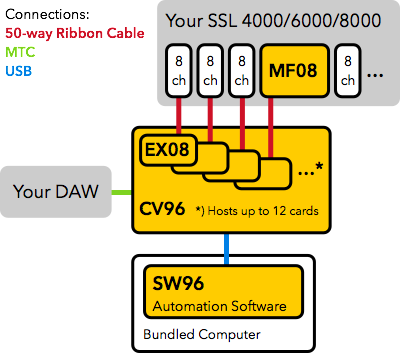 Connections:
50-way Ribbon Cable
MTC
USB
Your SSL 4000/6000/8000
8
ch
8
ch
8
ch
MF08
8
ch
...
EX08
...*
CV96 *) Hosts up to 12 cards
Your DAW
SW96
Automation Software
Bundled Computer